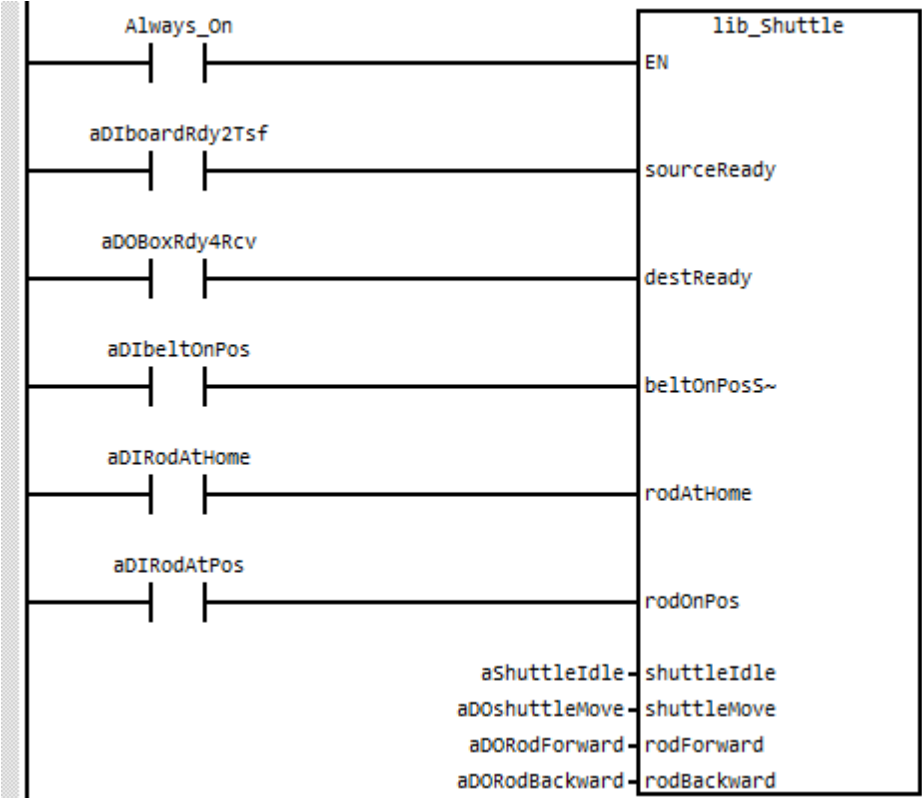 Always_On
lib_Shuttle
EN
aDIboardRdy2Tsf
sourceReady
aDOBoxRdy4Rcv
destReady
aDIbeltOnPos
beltOnPosS~
aDIRodAtHome
rodAtHome
aDIRodAtPos
rodOnPos
aShuttleIdle shuttleIdle
aDOshuttleMove shuttleMove
aDORodForward rodForward
aDORodBackward rodBackward